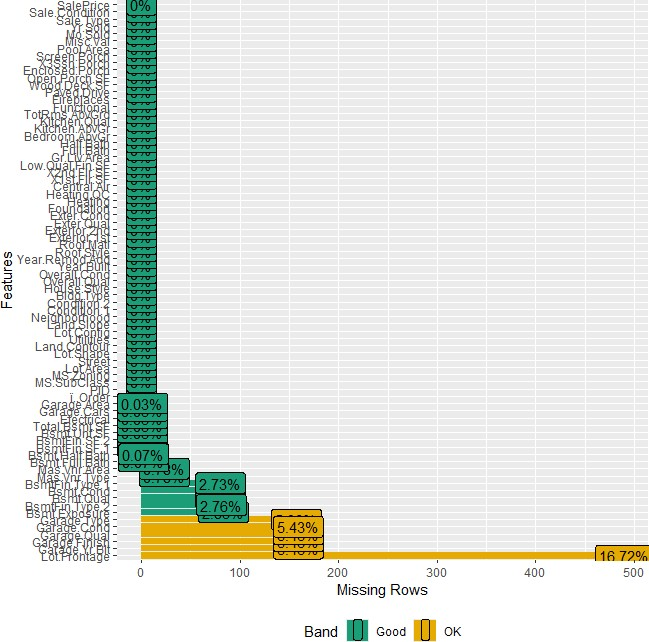 SalePrice
Sale.Condition
Sale.Type
Yr.Sold
Mo.Sold
Misc.Val
Pool.Area
Screen.Porch
X3Ssn.Porch
Enclosed.Porch
Open.Porch.SF
Wood.Deck.SF
Paved.Drive
Fireplaces
Functional
TotRms.AbvGrd
Kitchen.Qual
Kitchen.AbvGr
Bedroom.AbvGr
Half.Bath
Full.Bath
Gr.Liv.Area
Low.Qual.Fin.SF
X2nd.Flr.SF
X1st.Flr.SF
Central.Air
Heating.QC
Heating
Foundation
Exter.Cond
Exter.Qual
Exterior.2nd
Exterior.1st
Roof.Matl
Roof.Style
Year.Remod.Add
Year.Built
Overall.Cond
Overall.Qual
House.Style
Bldg.Type
Condition.2
Condition.1
Neighborhood
Land.Slope
Lot.Config
Utilities
Land.Contour
Lot.Shape
Street
Lot.Area
MS.Zoning
MS.SubClass
PID
ï..Order
Garage.Area
Garage.Cars
Electrical
Total.Bsmt.SF
Bsmt.Unf.SF
BsmtFin.SF.2
BsmtFin.SF.1
Bsmt.Half.Bath
Bsmt.Full.Bath
Mas.Vnr.Area
Mas.Vnr.Type
BsmtFin.Type.1
Bsmt.Cond
Bsmt.Qual
BsmtFin.Type.2
Bsmt.Exposure
Garage.Type
Garage.Cond
Garage.Qual
Garage.Finish
Garage.Yr.Blt
Lot.Frontage
Features
0%
0.03%
0.07%
2.73%
2.76%
5.43%
16.72%
0 100 200 300 400 500
Missing Rows
Band Good OK